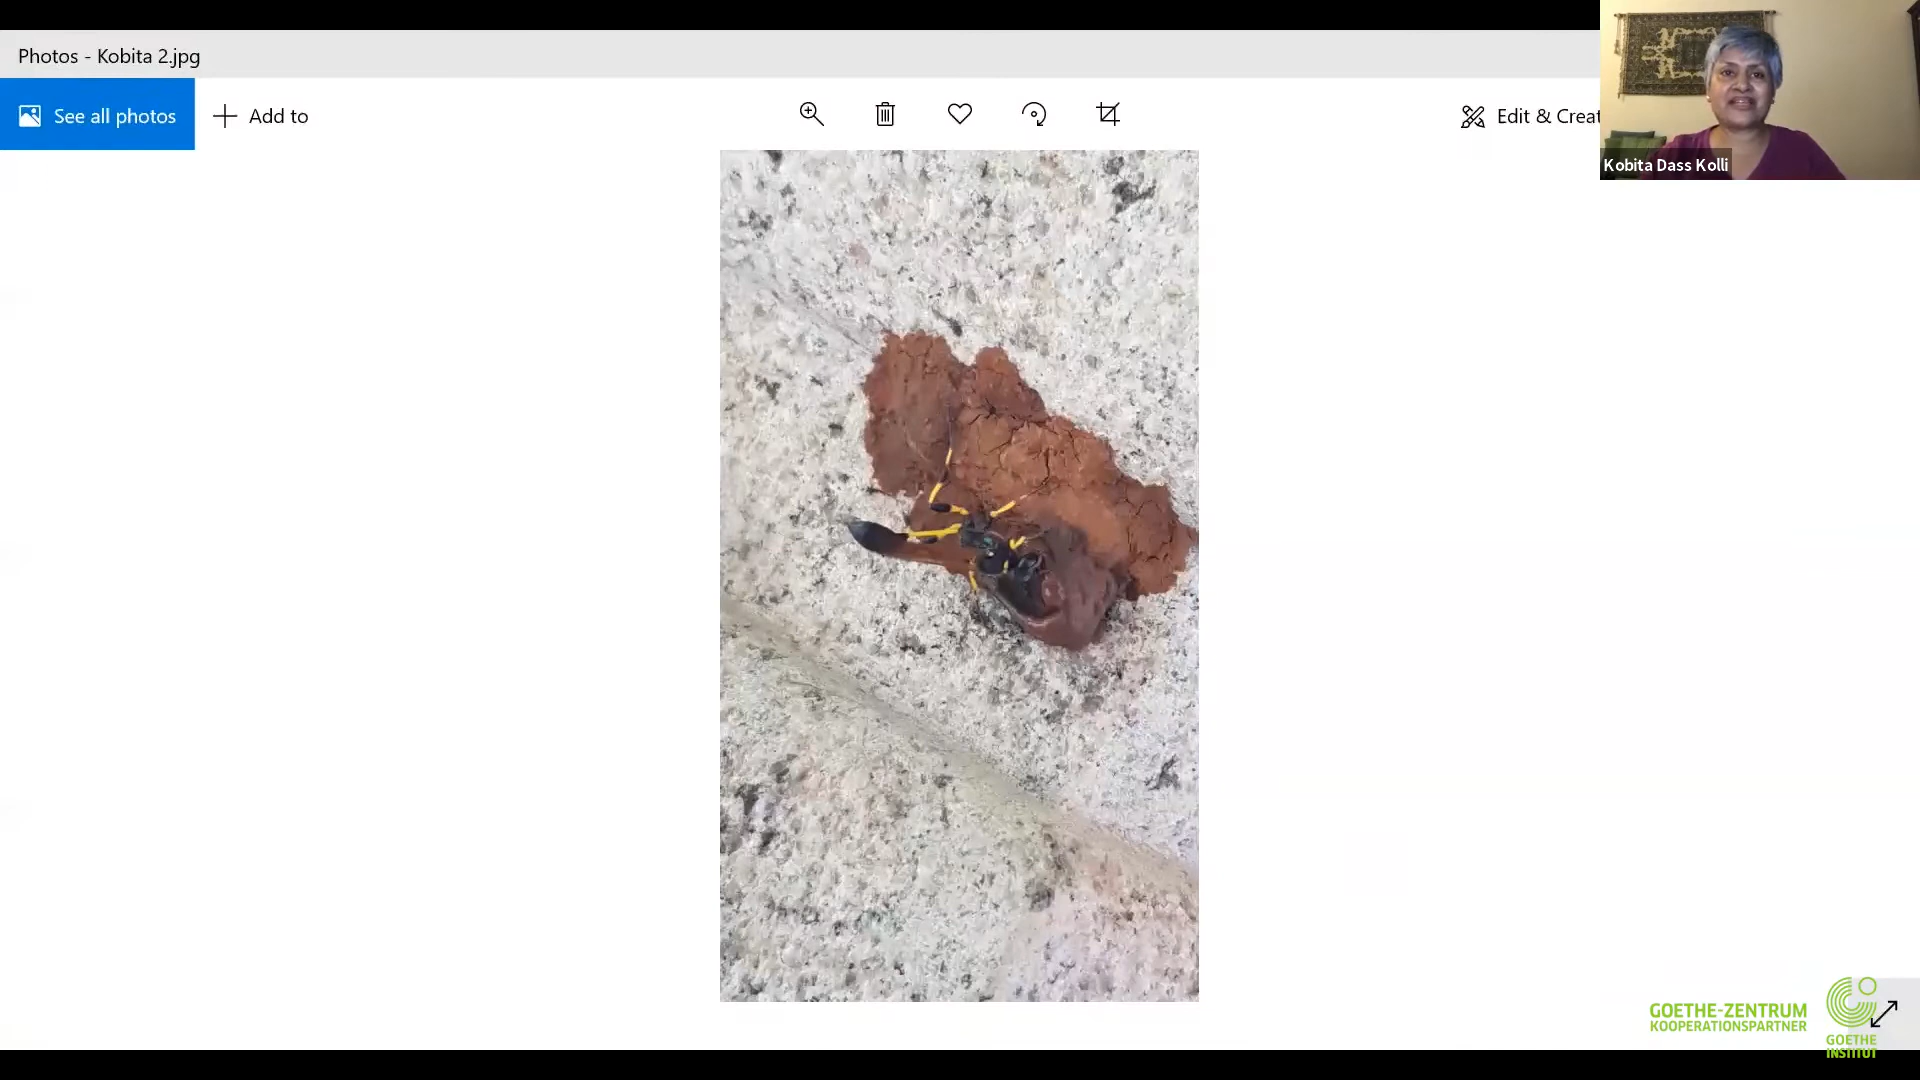 Photos - Kobita 2.jpg
See all photos
Add to
Edit & Creat
Kobita Dass Kolli
GOETHE-ZENTRUM
KOOPERATIONSPARTNER
GOETHE
INSTITUT